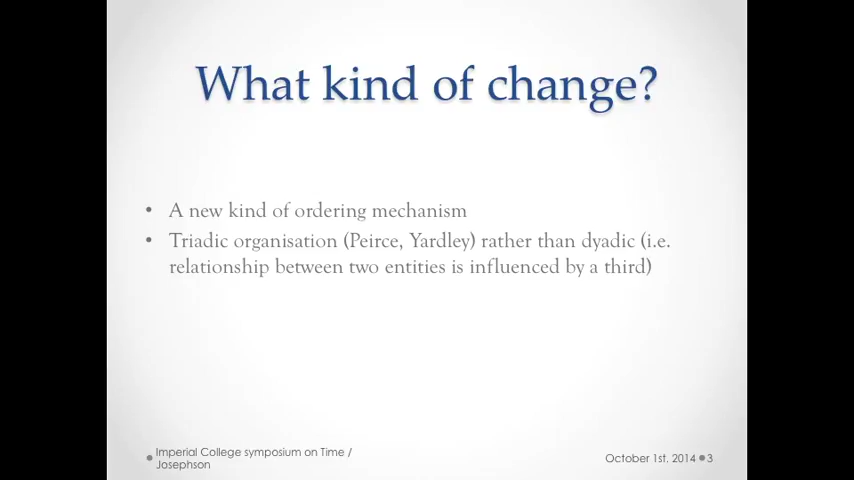 What kind of change?
• A new kind of ordering mechanism
• Triadic organisation (Peirce, Yardley) rather than dyadic (i.e.
relationship between two entities is influenced by a third)
Imperial College symposium on Time /
Josephson
October 1st. 2014 3